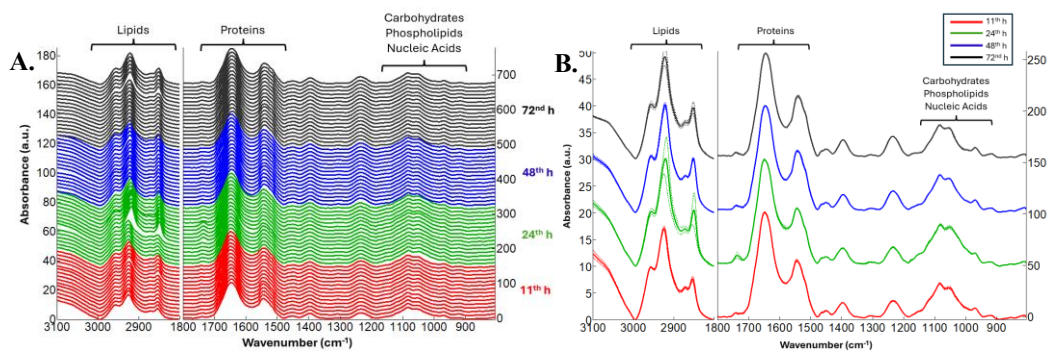 A.
Lipids
Proteins
Carbohydrates
Phospholipids
Nucleic Acids
Absorbance (a.u.)
180
160
140
120
100
80
60
40
20
0
700
600
500
400
300
200
100
0
72nd h
48th h
24th h
11th h
3100 3000 2900 2800 1700 1600 1500 1400 1300 1200 1100 1000 900
Wavenumber (cm-1)
B.
Lipids
Proteins
11th h
24th h
48th h
72nd h
Carbohydrates
Phospholipids
Nucleic Acids
Absorbance (a.u.)
50
45
40
35
30
25
20
15
10
5
0
250
200
150
100
50
0
3100 3000 2900 1800 1700 1600 1500 1400 1300 1200 1100 1000 900
Wavenumber (cm-1)